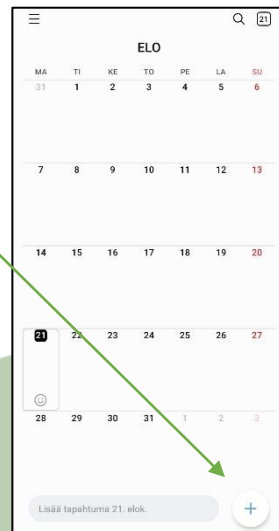 21
ELO
MA TI KE TO PE LA SU
31 1 2 3 4 5 6
7 8 9 10 11 12 13
14 15 16 17 18 19 20
21 22 23 24 25 26 27
28 29 30 31 1 2 3
Lisää tapahtuma 21. elok.
+